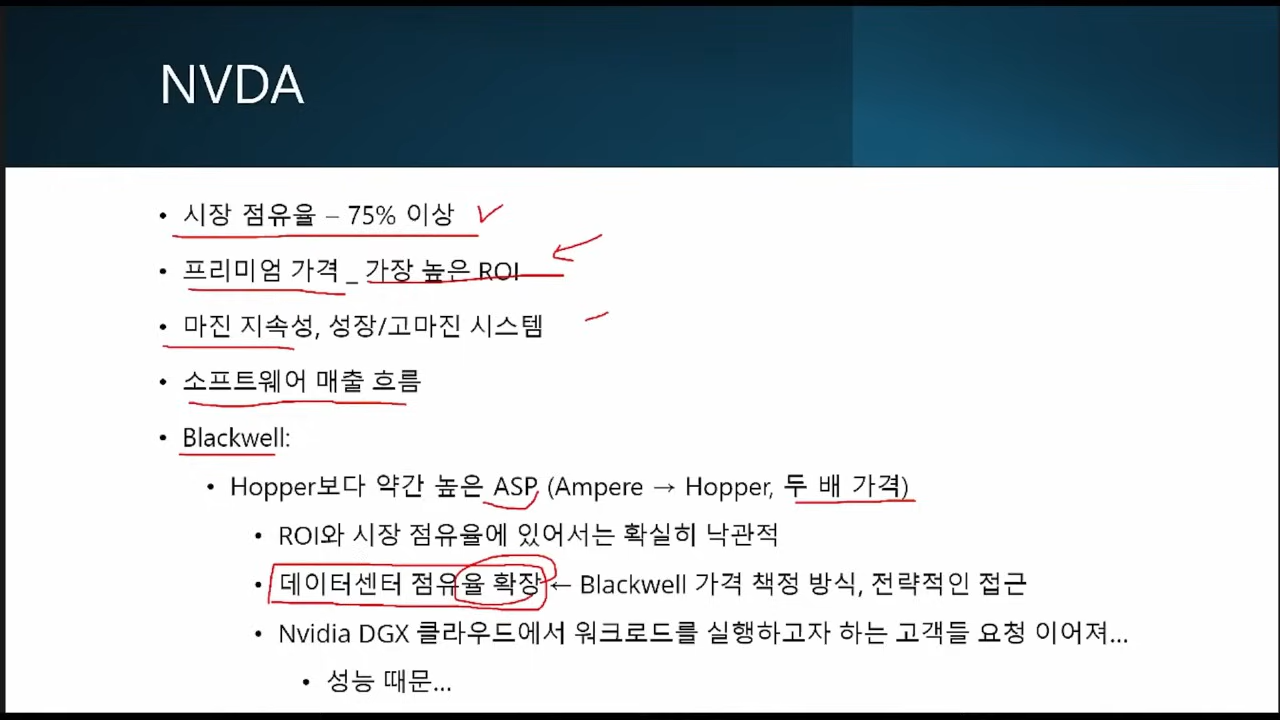 NVDA
• 시장 점유율 – 75% 이상
• 프리미엄 가격 _ 가장 높은 ROI
• 마진 지속성, 성장/고마진 시스템
• 소프트웨어 매출 흐름
• Blackwell:
• Hopper보다 약간 높은 ASP (Ampere → Hopper, 두 배 가격)
• ROI와 시장 점유율에 있어서는 확실히 낙관적
• 데이터센터 점유율 확장 ← Blackwell 가격 책정 방식, 전략적인 접근
• Nvidia DGX 클라우드에서 워크로드를 실행하고자 하는 고객들 요청 이어져...
• 성능 때문...